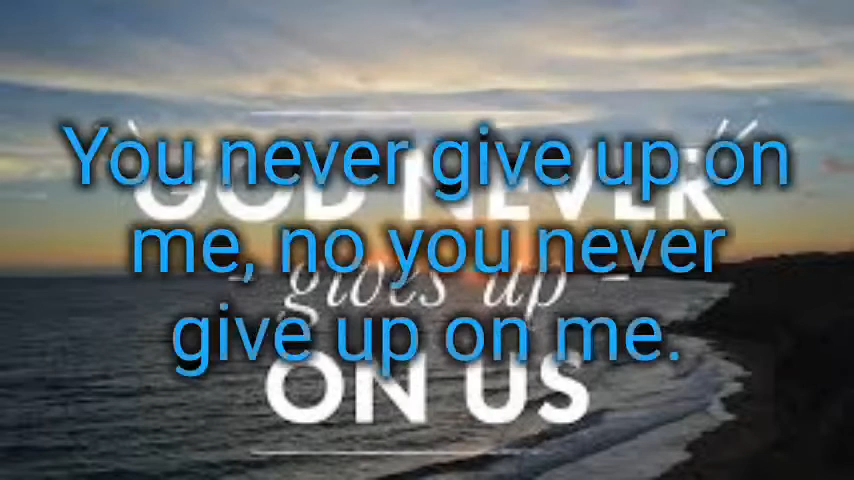 You never give up on
GOD NEVER
me, no you never
gives up
give up on me.
ON US